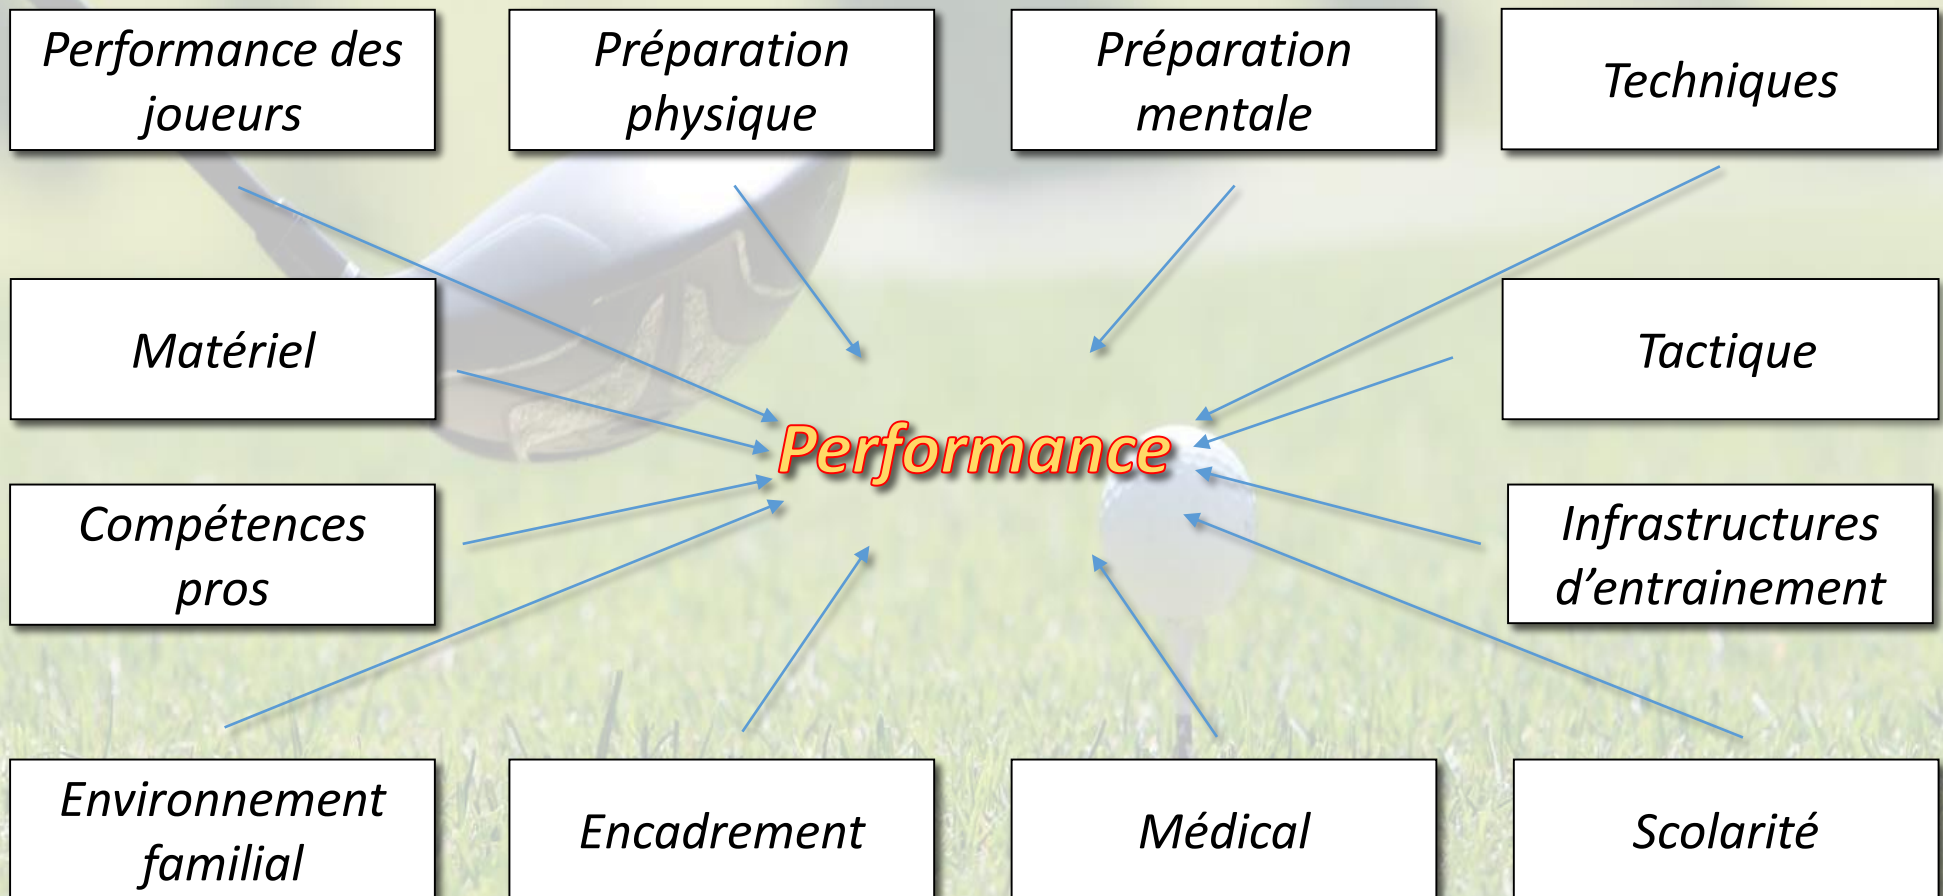 Performance des
joueurs
Préparation
physique
Préparation
mentale
Techniques
Matériel
Tactique
Performance
Compétences
pros
Infrastructures
d’entrainement
Environnement
familial
Encadrement
Médical
Scolarité